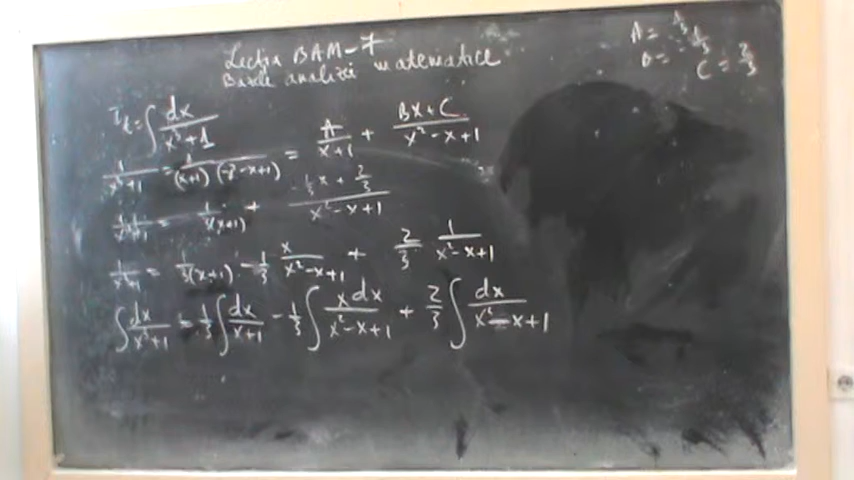 Lecția BAM-7
Bazele analizei matematice
A = 1/3
B = -1/3
C = 2/3
= ∫ dx/(x³+1)
1/(x³+1) = 1/((x+1)(x²-x+1)) = A/(x+1) + (Bx+C)/(x²-x+1)
1/(x³+1) = 1/(3(x+1)) + (-1/3 x + 2/3)/(x²-x+1)
1/(x³+1) = 1/(3(x+1)) - 1/3 x/(x²-x+1) + 2/3 1/(x²-x+1)
∫ dx/(x³+1) = 1/3 ∫ dx/(x+1) - 1/3 ∫ x dx/(x²-x+1) + 2/3 ∫ dx/(x²-x+1)